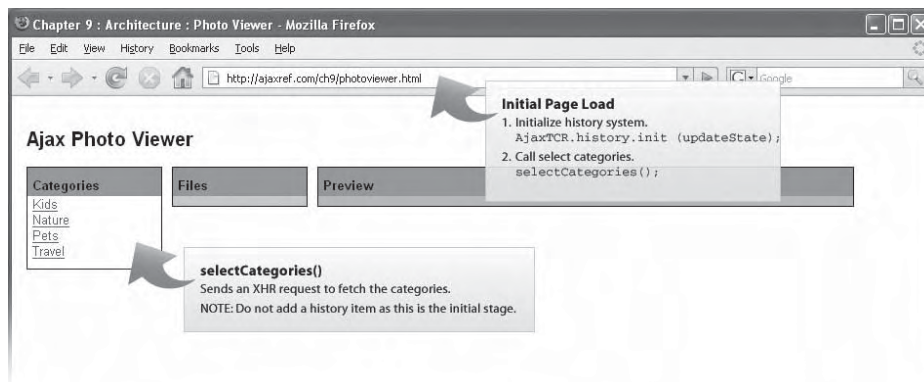 Chapter 9 : Architecture : Photo Viewer - Mozilla Firefox
File Edit View History Bookmarks Tools Help
http://ajaxref.com/ch9/photoviewer.html
Google
Initial Page Load
1. Initialize history system.
AjaxTCR.history.init (updateState);
2. Call select categories.
selectCategories();
Ajax Photo Viewer
Categories
Files
Preview
Kids
Nature
Pets
Travel
selectCategories()
Sends an XHR request to fetch the categories.
NOTE: Do not add a history item as this is the initial stage.